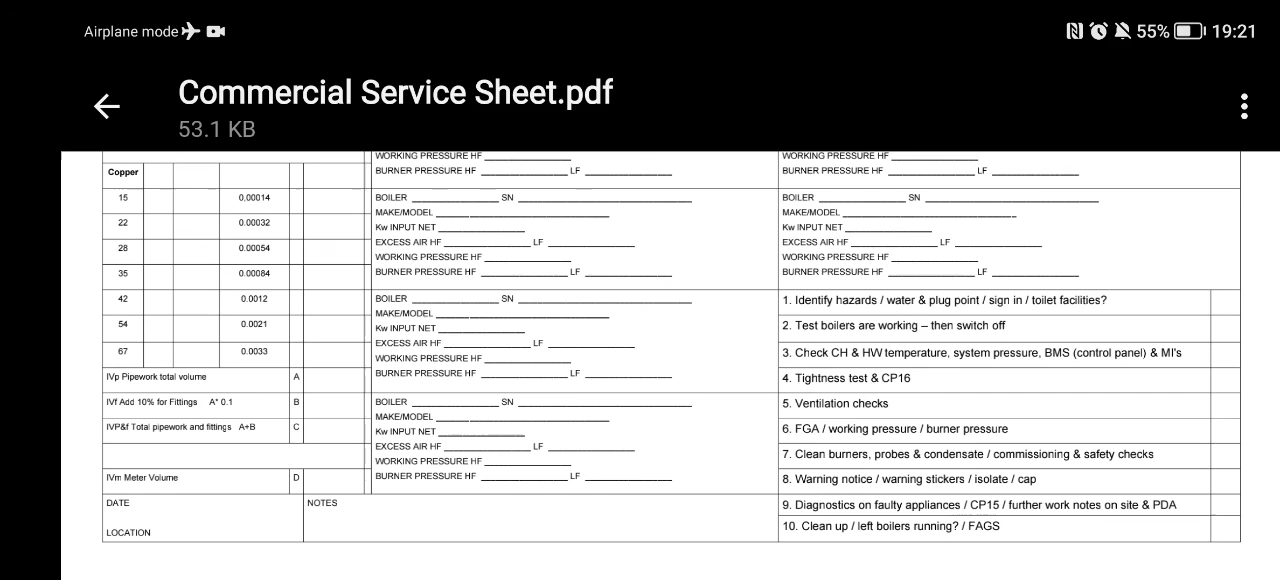 Airplane mode 55% 19:21
Commercial Service Sheet.pdf
53.1 KB
WORKING PRESSURE HF
BURNER PRESSURE HF LF
WORKING PRESSURE HF
BURNER PRESSURE HF LF
Copper
15 0,00014
22 0.00032
28 0.00054
35 0.00084
42 0.0012
54 0.0021
67 0.0033
IVp Pipework total volume A
IVf Add 10% for Fittings A* 0.1 B
IVP&f Total pipework and fittings A+B C
IVm Meter Volume D
BOILER SN
MAKE/MODEL
Kw INPUT NET
EXCESS AIR HF LF
WORKING PRESSURE HF
BURNER PRESSURE HF LF
BOILER SN
MAKE/MODEL
Kw INPUT NET
EXCESS AIR HF LF
WORKING PRESSURE HF
BURNER PRESSURE HF LF
BOILER SN
MAKE/MODEL
Kw INPUT NET
EXCESS AIR HF LF
WORKING PRESSURE HF
BURNER PRESSURE HF LF
BOILER SN
MAKE/MODEL
Kw INPUT NET
EXCESS AIR HF LF
WORKING PRESSURE HF
BURNER PRESSURE HF LF
1. Identify hazards / water & plug point / sign in / toilet facilities?
2. Test boilers are working – then switch off
3. Check CH & HW temperature, system pressure, BMS (control panel) & MI's
4. Tightness test & CP16
5. Ventilation checks
6. FGA / working pressure / burner pressure
7. Clean burners, probes & condensate / commissioning & safety checks
8. Warning notice / warning stickers / isolate / cap
9. Diagnostics on faulty appliances / CP15 / further work notes on site & PDA
10. Clean up / left boilers running? / FAGS
DATE
LOCATION
NOTES